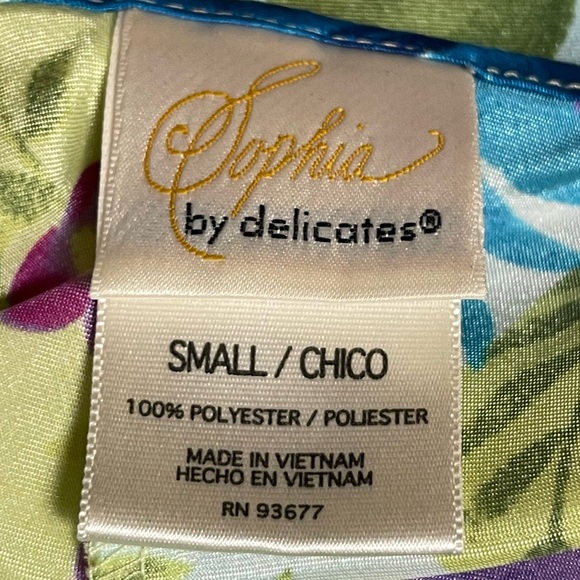 Sophia
by delicates®
SMALL / CHICO
100% POLYESTER / POLIESTER
MADE IN VIETNAM
HECHO EN VIETNAM
RN 93677